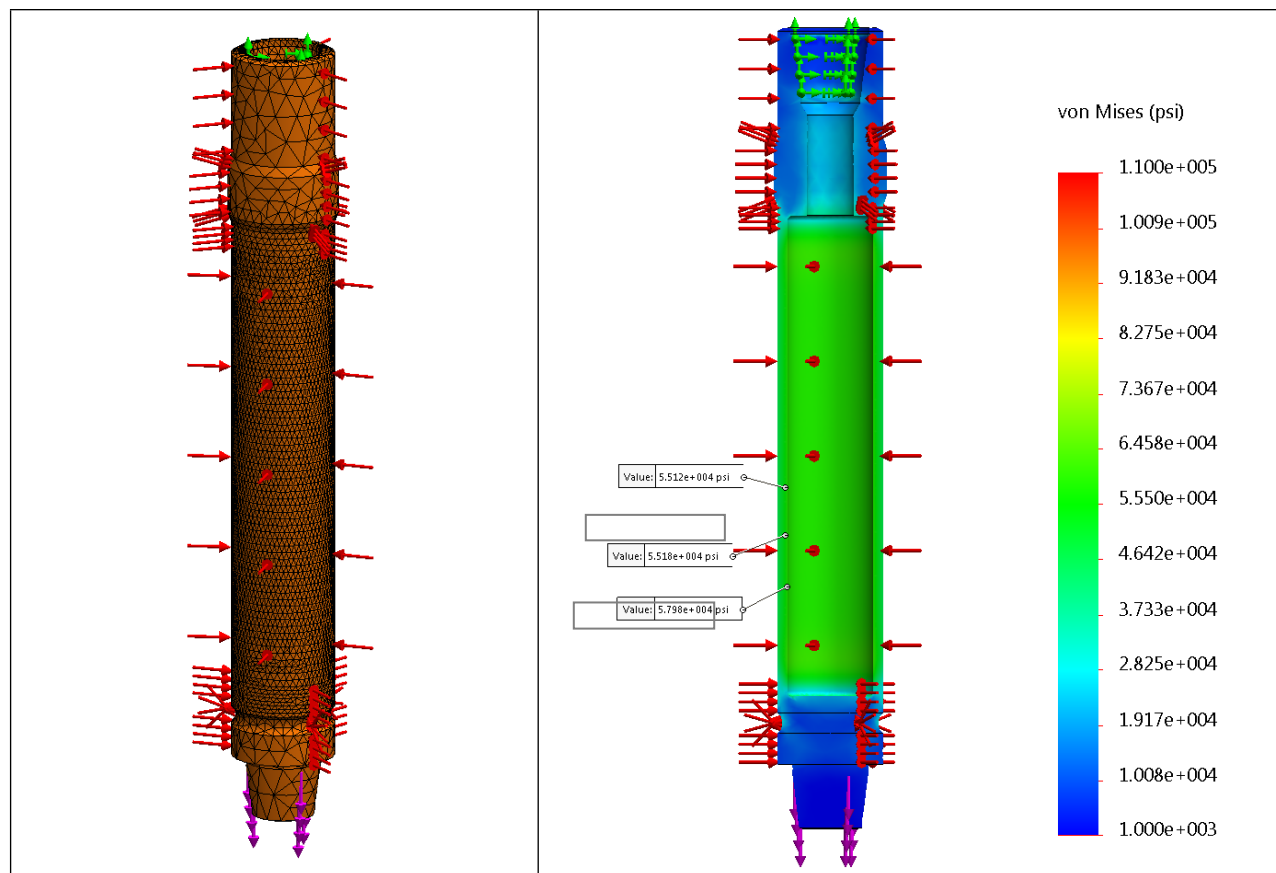 von Mises (psi)
1.100e+005
1.009e+005
9.183e+004
8.275e+004
7.367e+004
6.458e+004
5.550e+004
4.642e+004
3.733e+004
2.825e+004
1.917e+004
1.008e+004
1.000e+003
Value: 5.512e+004 psi
Value: 5.518e+004 psi
Value: 5.798e+004 psi